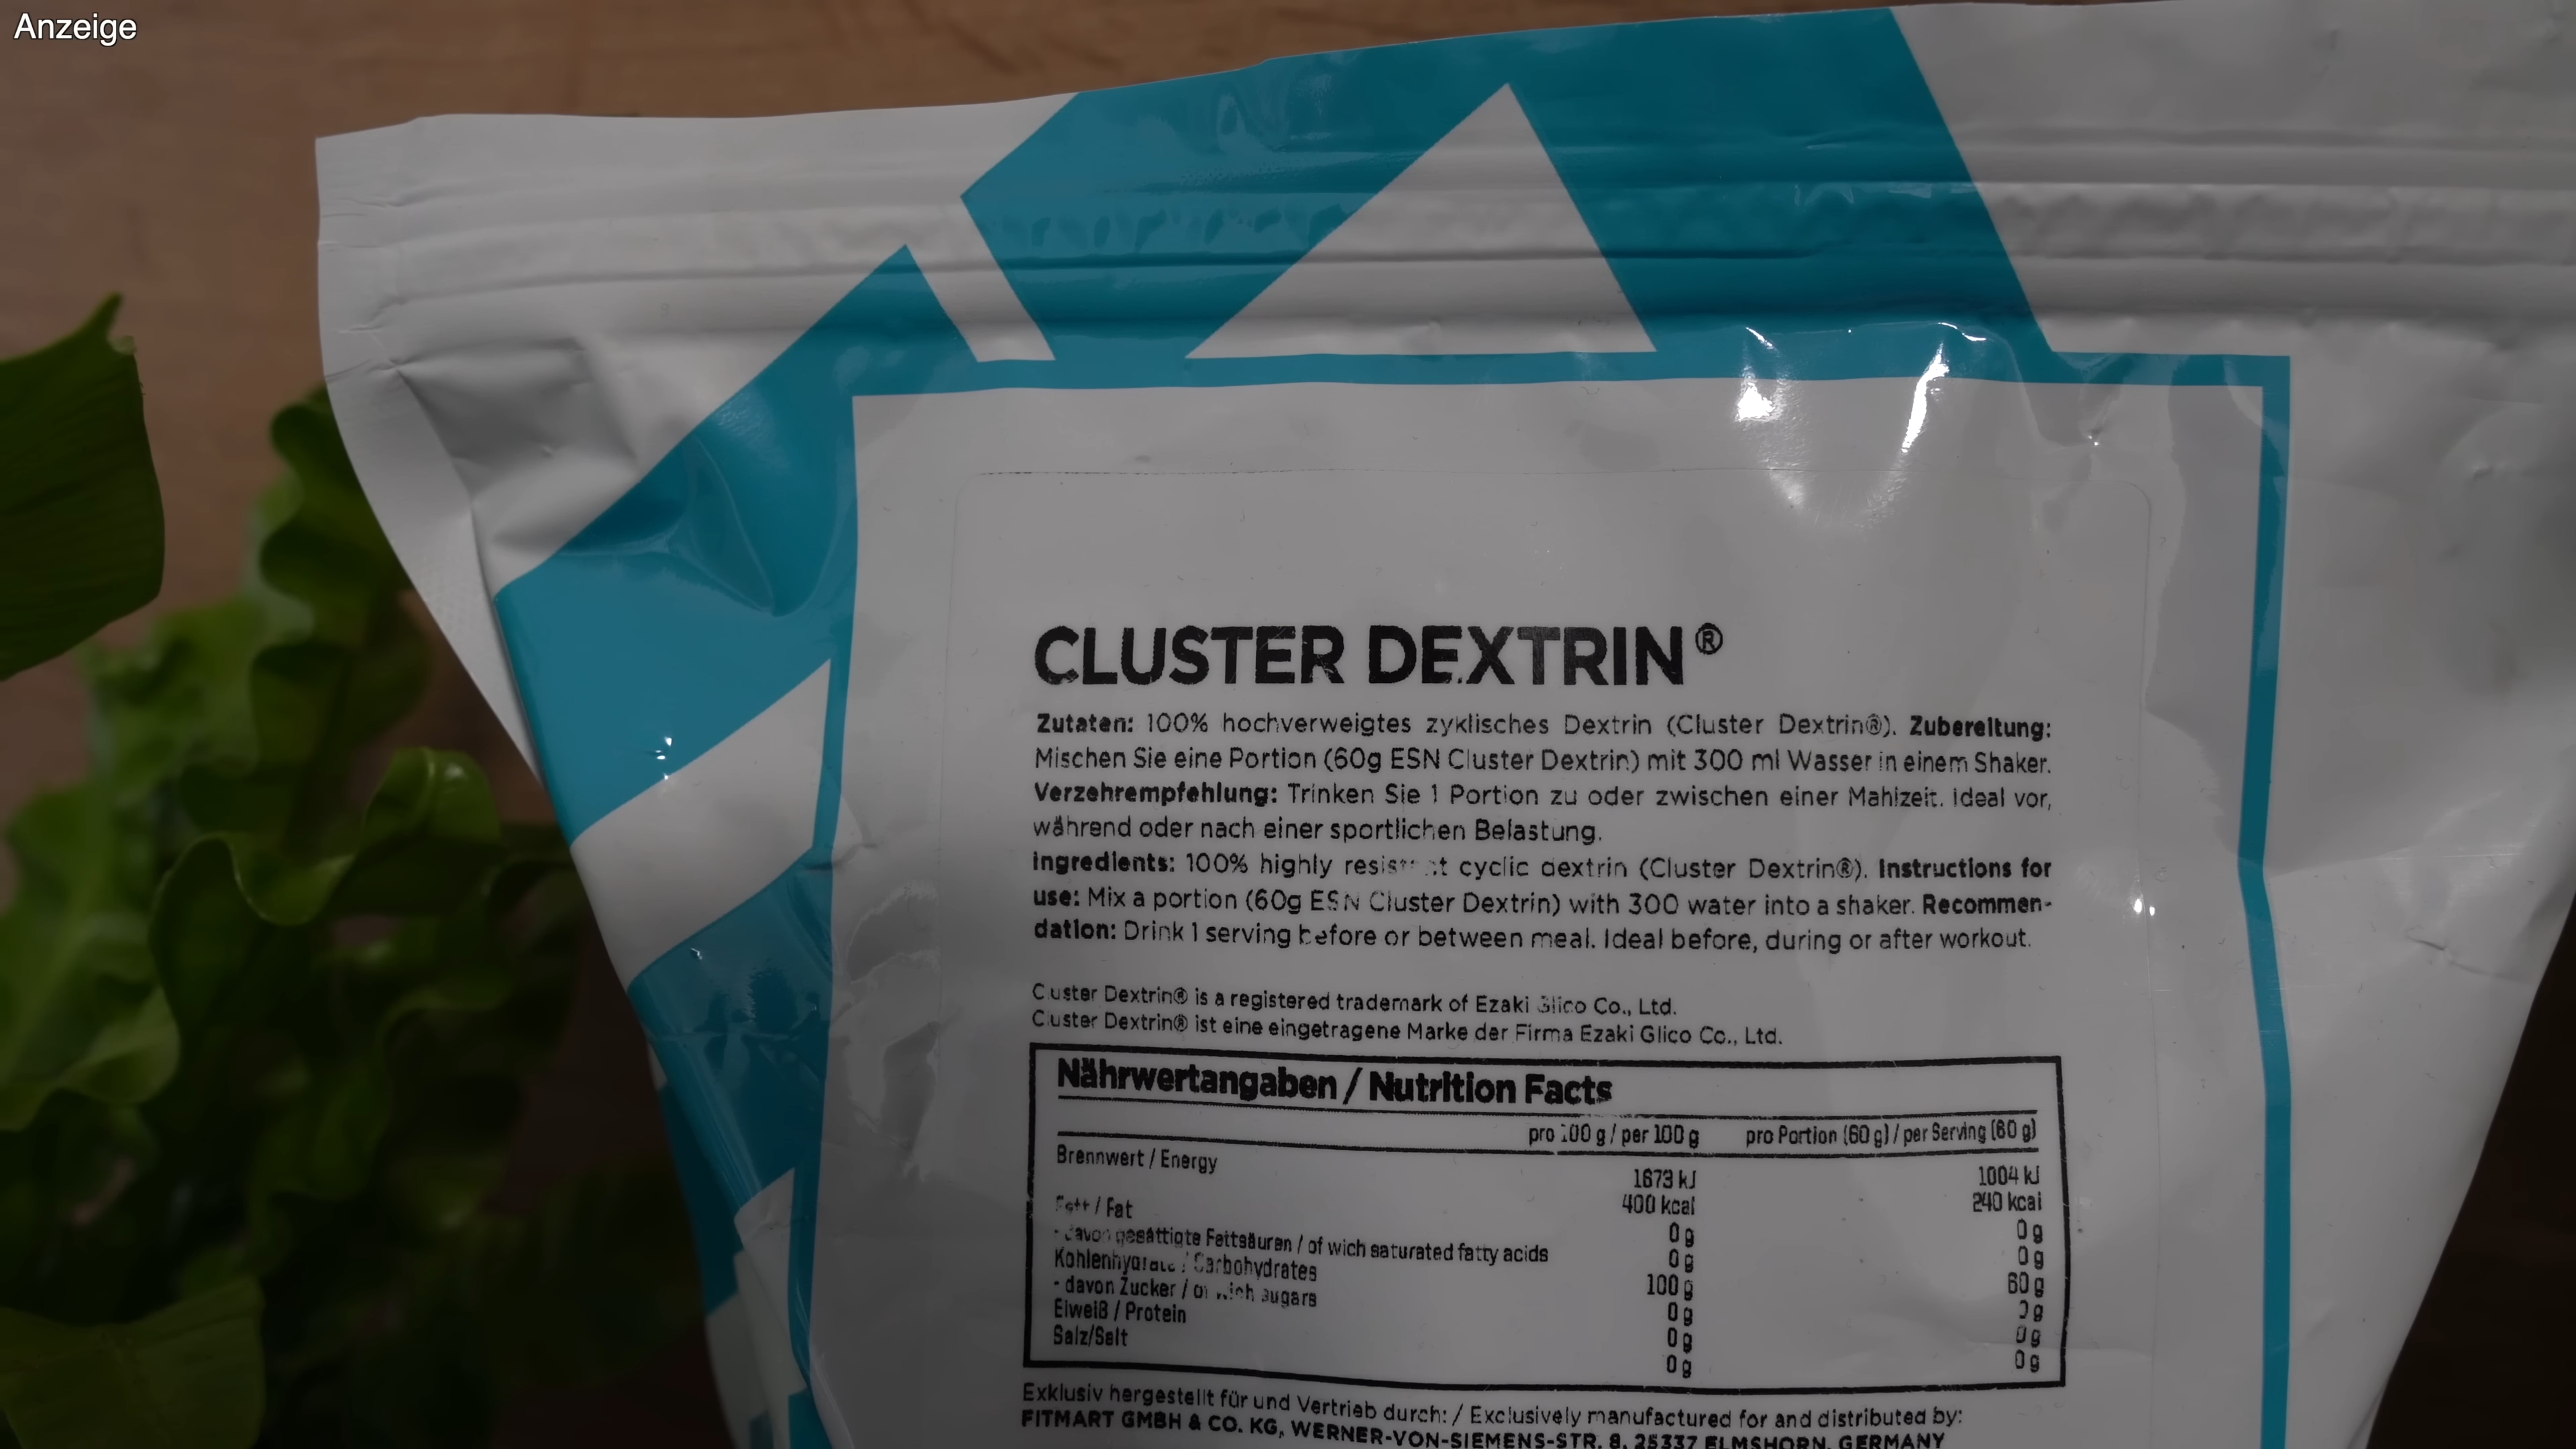 Anzeige
CLUSTER DEXTRIN®
Zutaten: 100% hochverweigtes zyklisches Dextrin (Cluster Dextrin®). Zubereitung:
Mischen Sie eine Portion (60g ESN Cluster Dextrin) mit 300 ml Wasser in einem Shaker.
Verzehrempfehlung: Trinken Sie 1 Portion zu oder zwischen einer Mahlzeit. Ideal vor,
während oder nach einer sportlichen Belastung.
Ingredients: 100% highly cyclic dextrin (Cluster Dextrin®). Instructions for
use: Mix a portion (60g ESN Cluster Dextrin) with 300 water into a shaker. Recommen-
dation: Drink 1 serving before or between meal. Ideal before, during or after workout.
Cluster Dextrin® is a registered trademark of Ezaki Glico Co., Ltd.
Cluster Dextrin® ist eine eingetragene Marke der Firma Ezaki Glico Co., Ltd.
Nährwertangaben / Nutrition Facts
pro 100 g / per 100 g pro Portion (60 g) / per Serving (60 g)
Brennwert / Energy 1673 kJ 1004 kJ
400 kcal 240 kcal
Fett / Fat 0 g 0 g
- davon gesättigte Fettsäuren / of wich saturated fatty acids 0 g 0 g
Kohlenhydrate / Carbohydrates 100 g 60 g
- davon Zucker / of wich sugars 0 g 0 g
Eiweiß / Protein 0 g 0 g
Salz/Salt 0 g 0 g
Exklusiv hergestellt für und Vertrieb durch: / Exclusively manufactured for and distributed by:
FITMART GMBH & CO. KG, WERNER-VON-SIEMENS-STR. 8, 25337 ELMSHORN, GERMANY